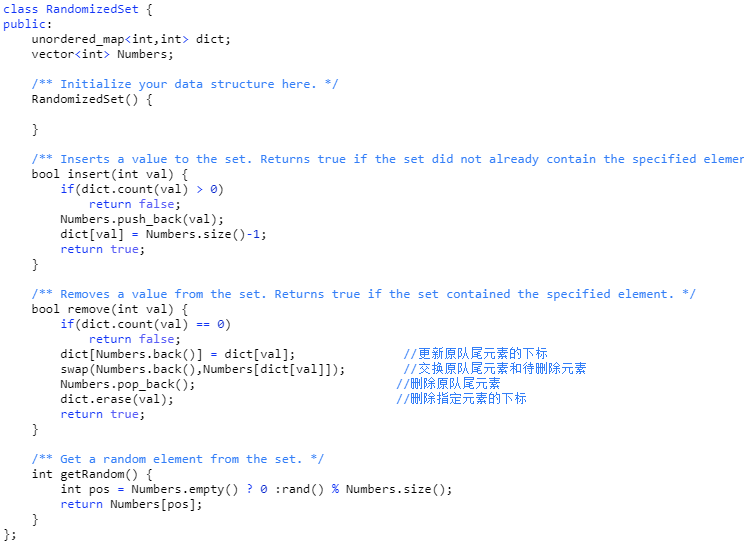 class RandomizedSet {
public:
    unordered_map<int,int> dict;
    vector<int> Numbers;
    /** Initialize your data structure here. */
    RandomizedSet() {
    }
    /** Inserts a value to the set. Returns true if the set did not already contain the specified elemen
    bool insert(int val) {
        if(dict.count(val) > 0)
            return false;
        Numbers.push_back(val);
        dict[val] = Numbers.size()-1;
        return true;
    }
    /** Removes a value from the set. Returns true if the set contained the specified element. */
    bool remove(int val) {
        if(dict.count(val) == 0)
            return false;
        dict[Numbers.back()] = dict[val];               //更新原队尾元素的下标
        swap(Numbers.back(),Numbers[dict[val]]);        //交换原队尾元素和待删除元素
        Numbers.pop_back();                            //删除原队尾元素
        dict.erase(val);                               //删除指定元素的下标
        return true;
    }
    /** Get a random element from the set. */
    int getRandom() {
        int pos = Numbers.empty() ? 0 :rand() % Numbers.size();
        return Numbers[pos];
    }
};